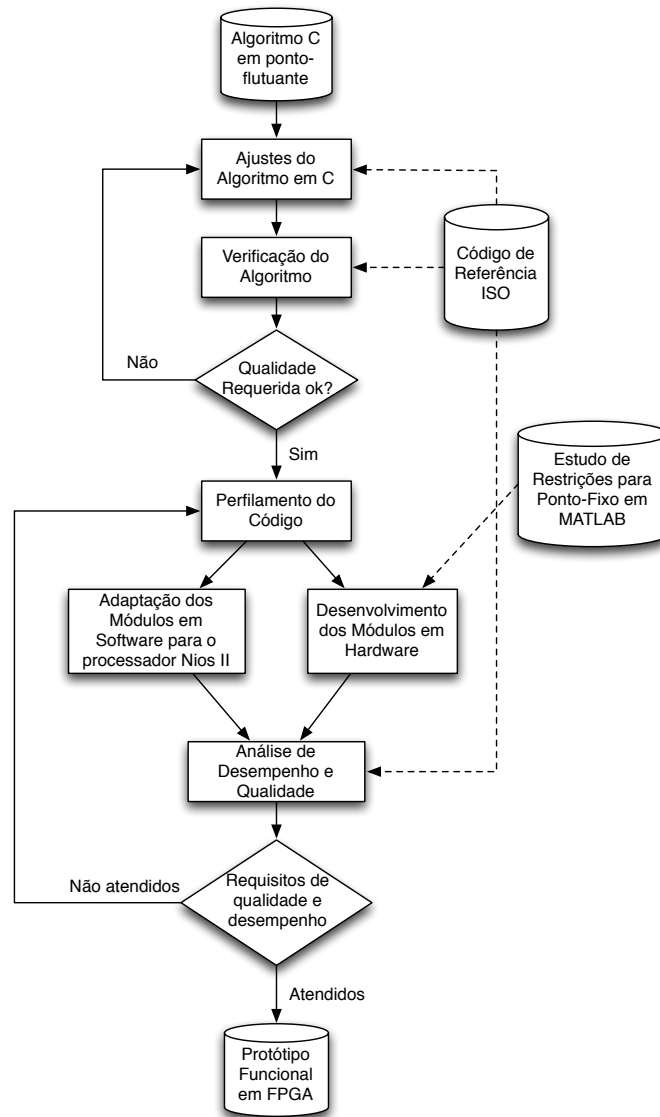 Algoritmo C
em ponto-
flutuante
Ajustes do
Algoritmo em C
Verificação do
Algoritmo
Código de
Referência
ISO
Não
Qualidade
Requerida ok?
Sim
Estudo de
Restrições para
Ponto-Fixo em
MATLAB
Perfilamento do
Código
Adaptação dos
Módulos em
Software para o
processador Nios II
Desenvolvimento
dos Módulos em
Hardware
Análise de
Desempenho e
Qualidade
Não atendidos
Requisitos de
qualidade e
desempenho
Atendidos
Protótipo
Funcional
em FPGA